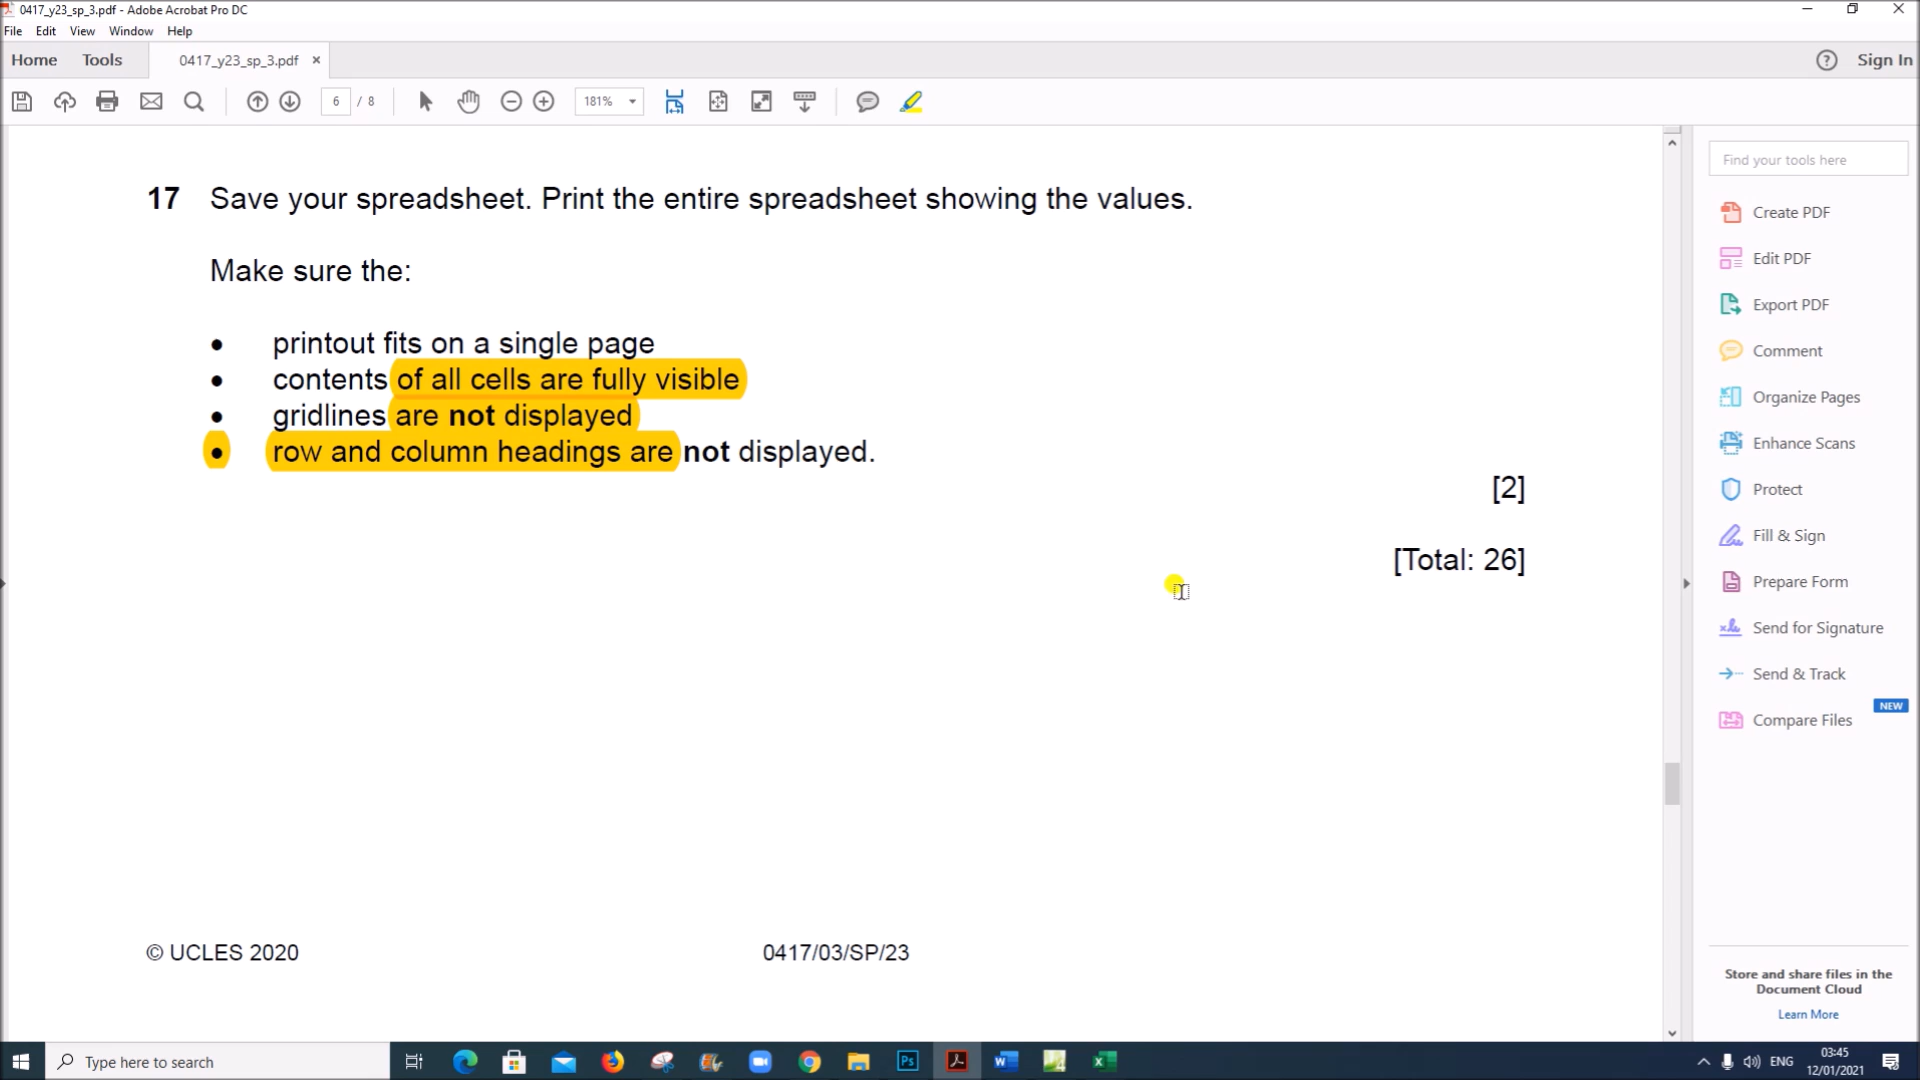 0417_y23_sp_3.pdf - Adobe Acrobat Pro DC
File Edit View Window Help
Home Tools 0417_y23_sp_3.pdf × Sign In
6 / 8 181%
Find your tools here
Create PDF
Edit PDF
Export PDF
Comment
Organize Pages
Enhance Scans
Protect
Fill & Sign
Prepare Form
Send for Signature
Send & Track
NEW
Compare Files
Store and share files in the
Document Cloud
Learn More
17 Save your spreadsheet. Print the entire spreadsheet showing the values.
Make sure the:
• printout fits on a single page
• contents of all cells are fully visible
• gridlines are not displayed
• row and column headings are not displayed.
[2]
[Total: 26]
© UCLES 2020 0417/03/SP/23
Type here to search
ENG
03:45
12/01/2021